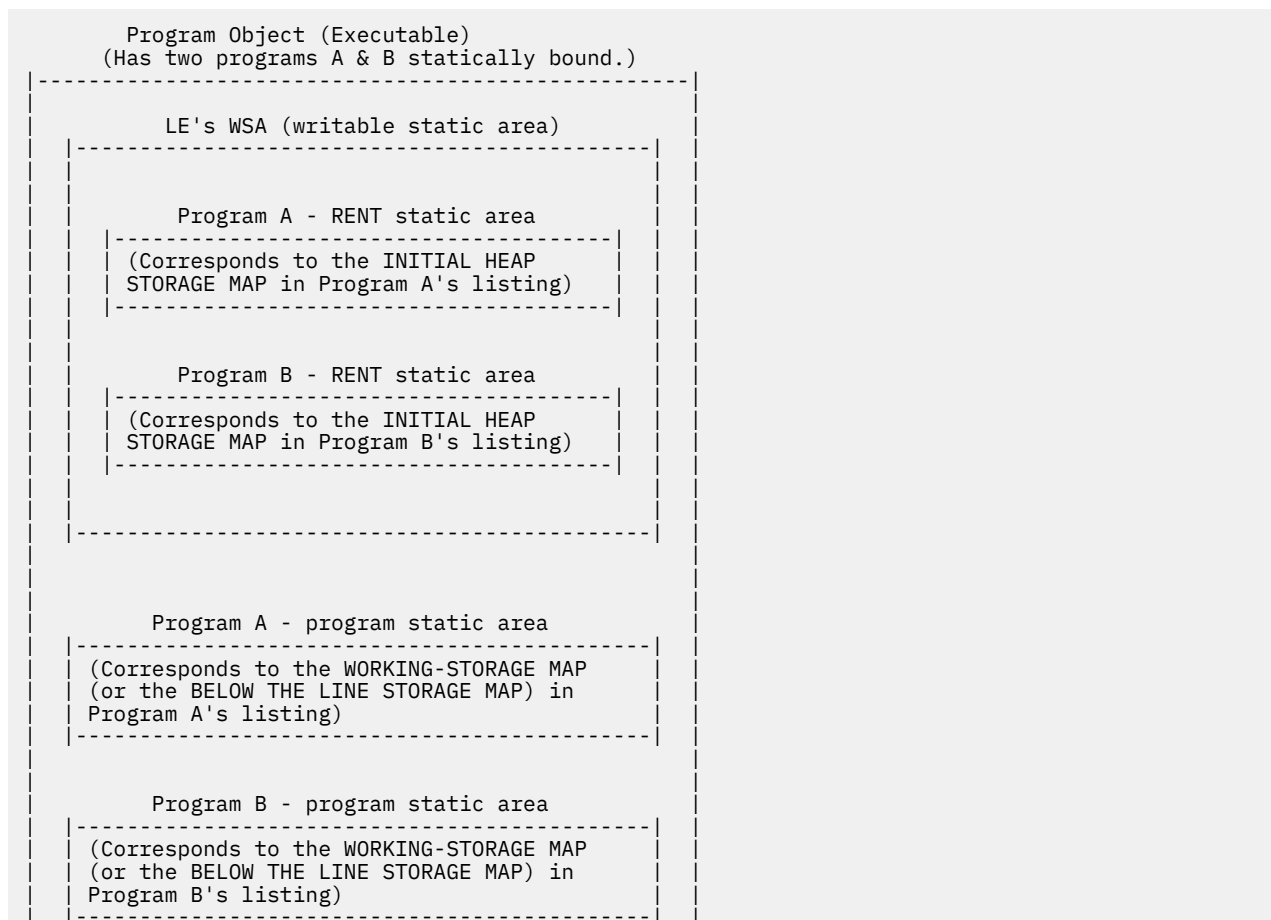 Program Object (Executable)
(Has two programs A & B statically bound.)
LE's WSA (writable static area)
Program A - RENT static area
(Corresponds to the INITIAL HEAP
STORAGE MAP in Program A's listing)
Program B - RENT static area
(Corresponds to the INITIAL HEAP
STORAGE MAP in Program B's listing)
Program A - program static area
(Corresponds to the WORKING-STORAGE MAP
(or the BELOW THE LINE STORAGE MAP) in
Program A's listing)
Program B - program static area
(Corresponds to the WORKING-STORAGE MAP
(or the BELOW THE LINE STORAGE MAP) in
Program B's listing)